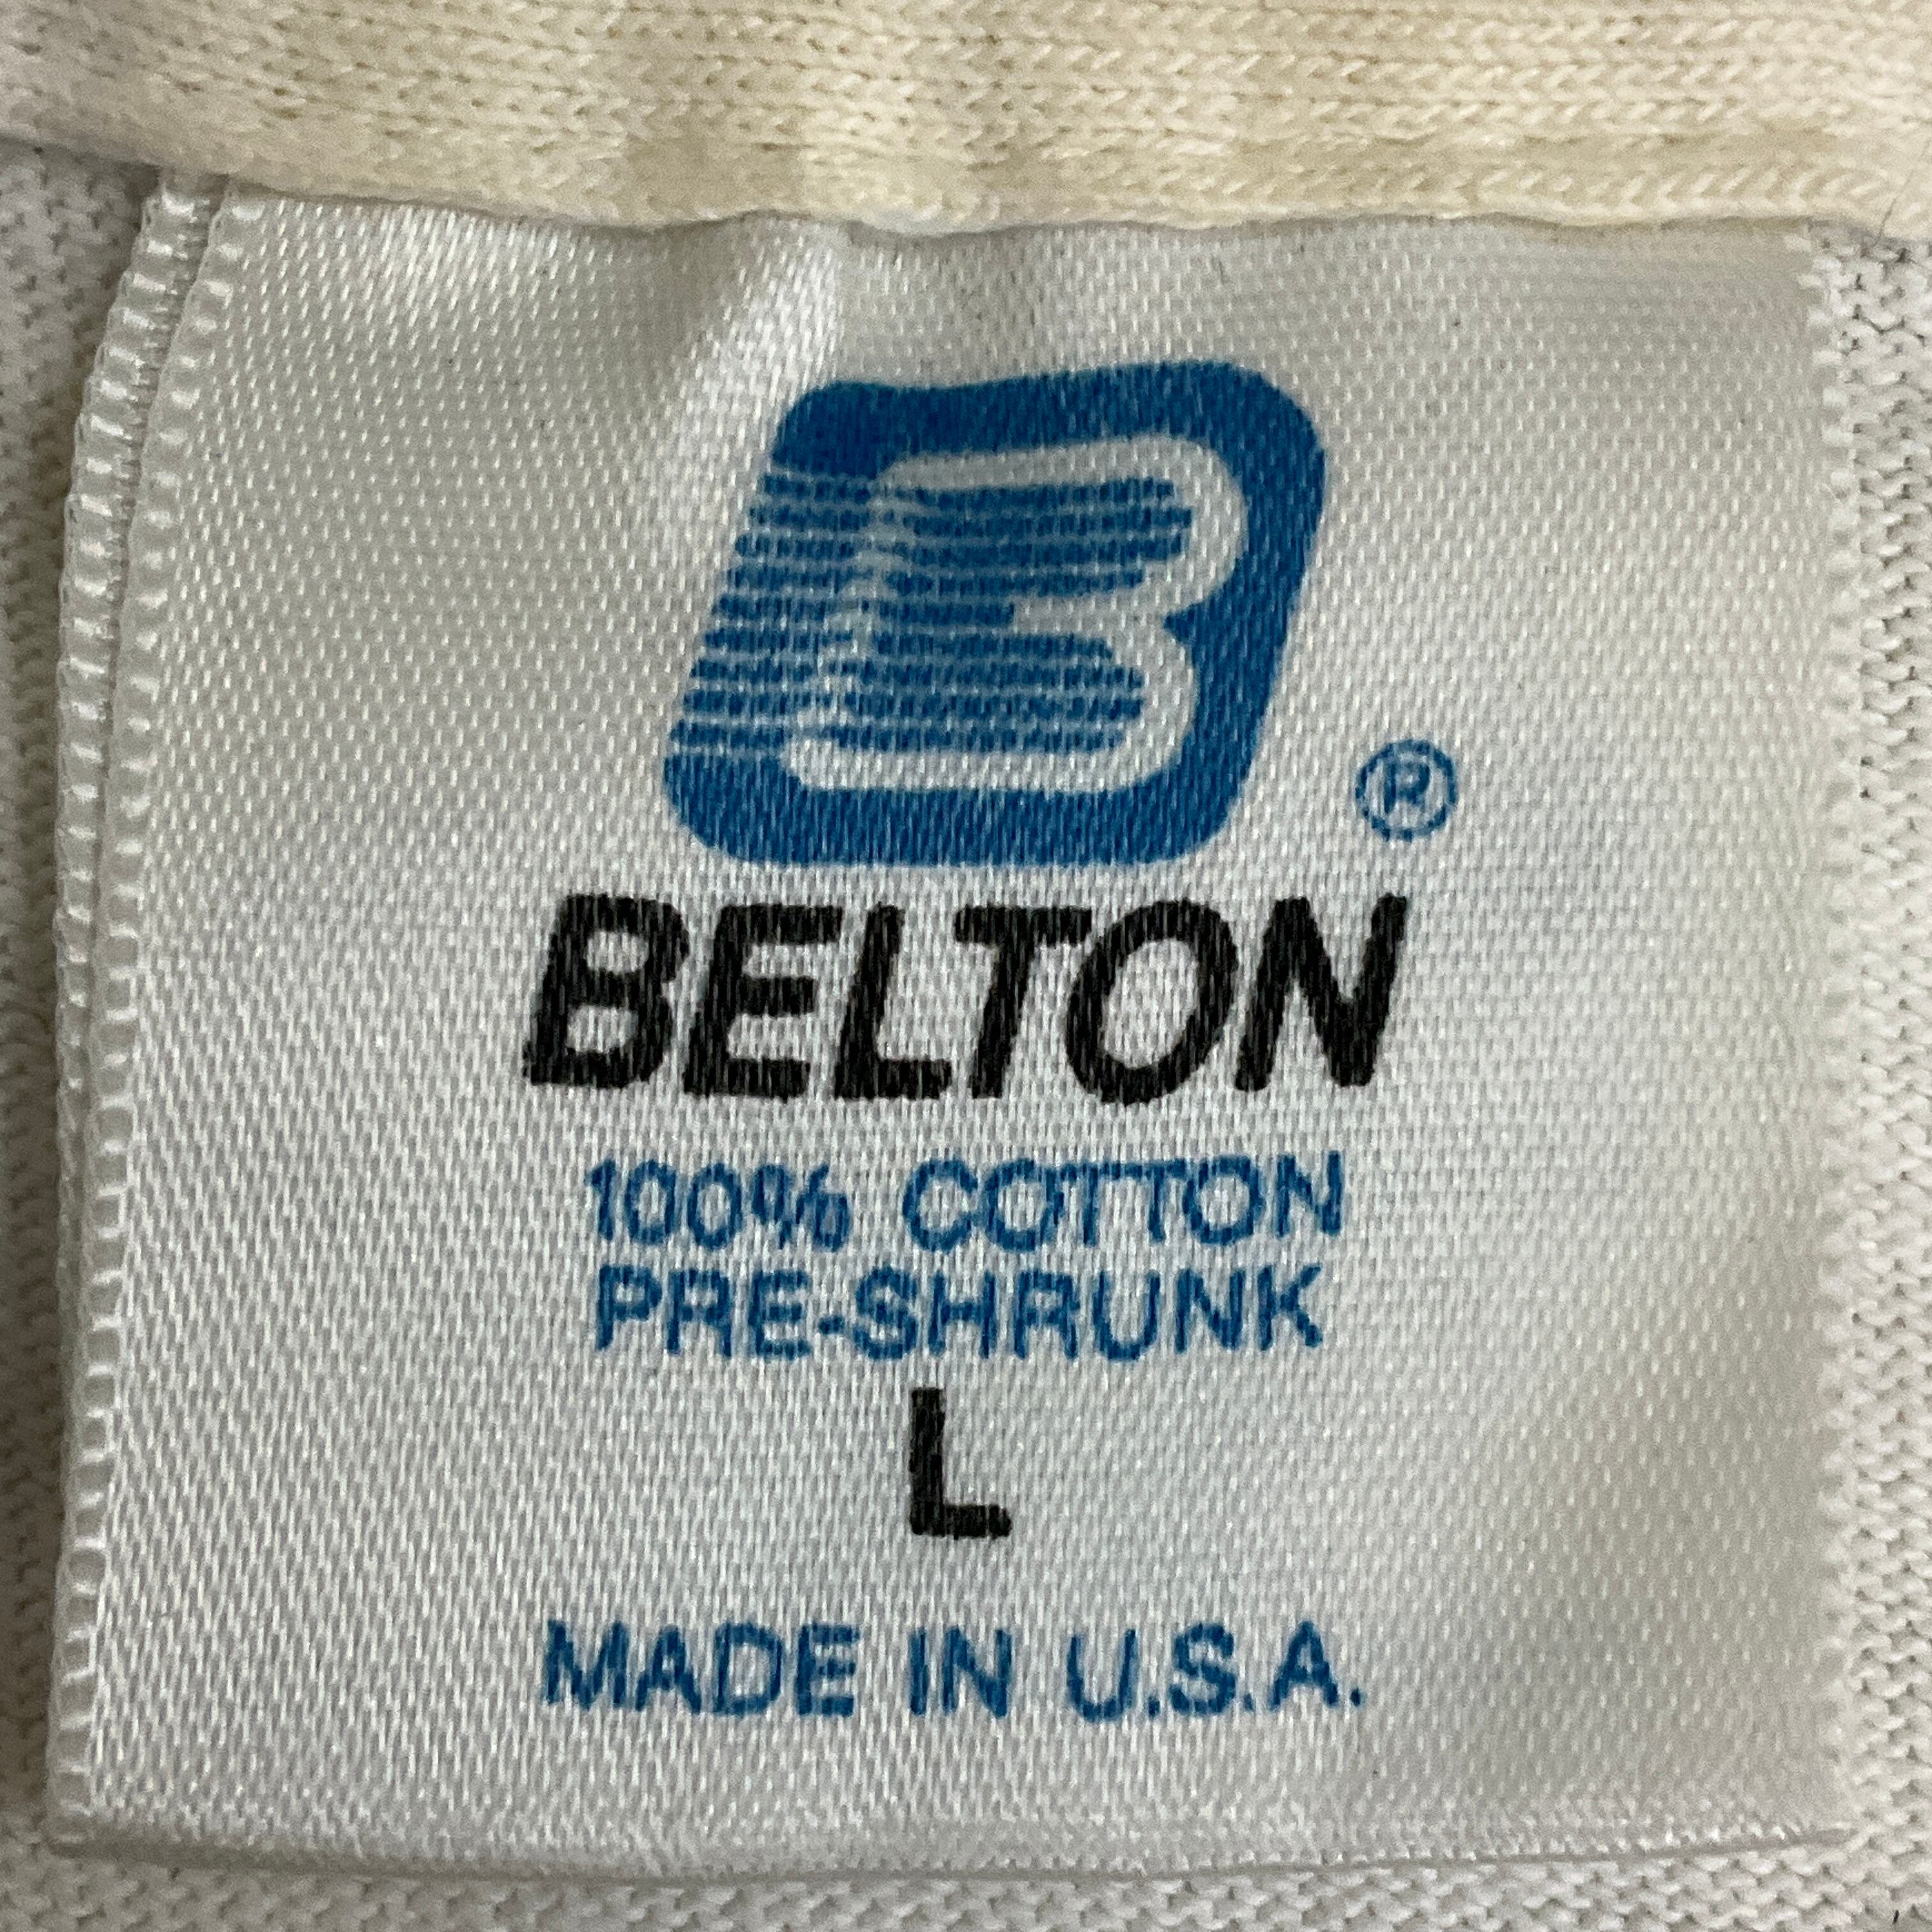 B
®
BELTON
100% COTTON
PRE-SHRUNK
L
MADE IN U.S.A.